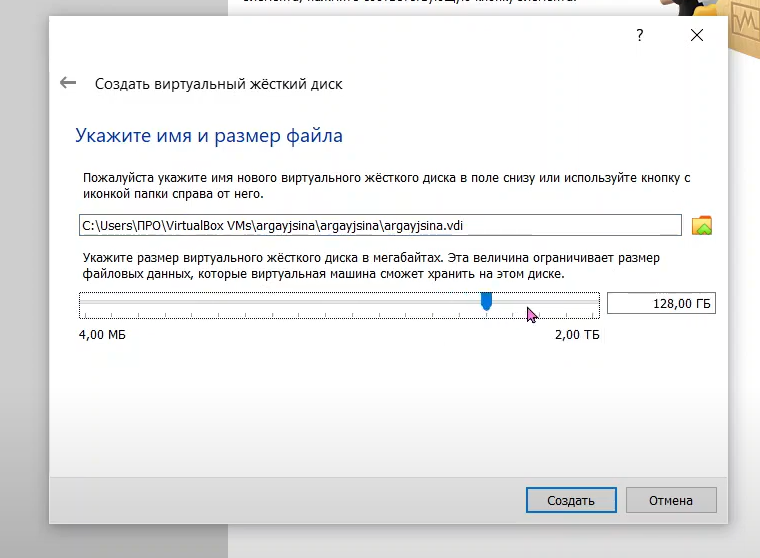 ?
Создать виртуальный жёсткий диск
Укажите имя и размер файла
Пожалуйста укажите имя нового виртуального жёсткого диска в поле снизу или используйте кнопку с
иконкой папки справа от него.
C:\Users\ПРО\VirtualBox VMs\argayjsina\argayjsina\argayjsina.vdi
Укажите размер виртуального жёсткого диска в мегабайтах. Эта величина ограничивает размер
файловых данных, которые виртуальная машина сможет хранить на этом диске.
128,00 ГБ
4,00 МБ 2,00 ТБ
Создать Отмена